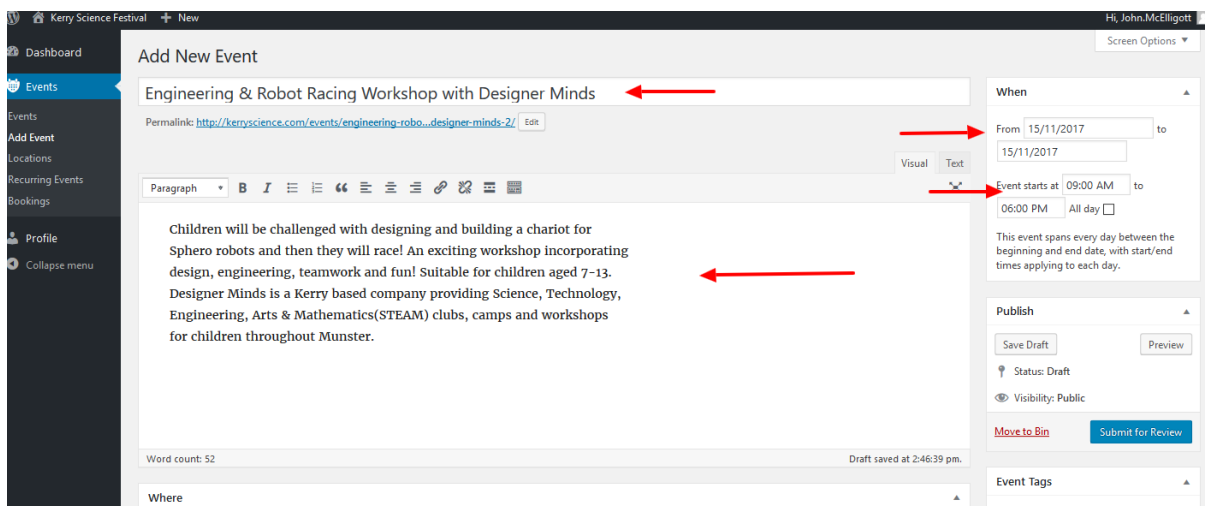 Kerry Science Festival + New Hi, John.McElligott
Screen Options ▼
Dashboard
Events
Events
Add Event
Locations
Recurring Events
Bookings
Profile
Collapse menu
Add New Event
Engineering & Robot Racing Workshop with Designer Minds
Permalink: http://kerryscience.com/events/engineering-robo...designer-minds-2/ Edit
Visual Text
Paragraph B I
Children will be challenged with designing and building a chariot for
Sphero robots and then they will race! An exciting workshop incorporating
design, engineering, teamwork and fun! Suitable for children aged 7-13.
Designer Minds is a Kerry based company providing Science, Technology,
Engineering, Arts & Mathematics(STEAM) clubs, camps and workshops
for children throughout Munster.
Word count: 52 Draft saved at 2:46:39 pm.
Where
When
From 15/11/2017 to
15/11/2017
Event starts at 09:00 AM to
06:00 PM All day
This event spans every day between the
beginning and end date, with start/end
times applying to each day.
Publish
Save Draft Preview
Status: Draft
Visibility: Public
Move to Bin Submit for Review
Event Tags